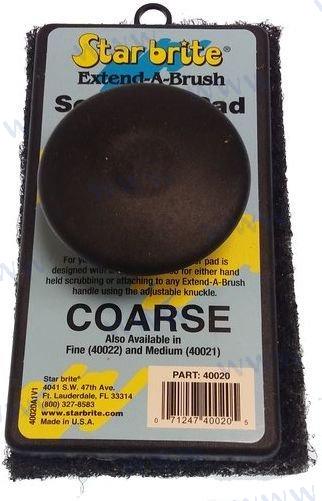 Star brite®
Extend-A-Brush
For
pad is
designed with for either hand
held scrubbing or attaching to any Extend-A-Brush
handle using the adjustable knuckle.
COARSE
Also Available in
Fine (40022) and Medium (40021)
Star brite®
4041 S.W. 47th Ave.
Ft. Lauderdale, FL 33314
(800) 327-8583
www.starbrite.com
Made in U.S.A.
PART: 40020
0 71247 40020 5
40020A1V1